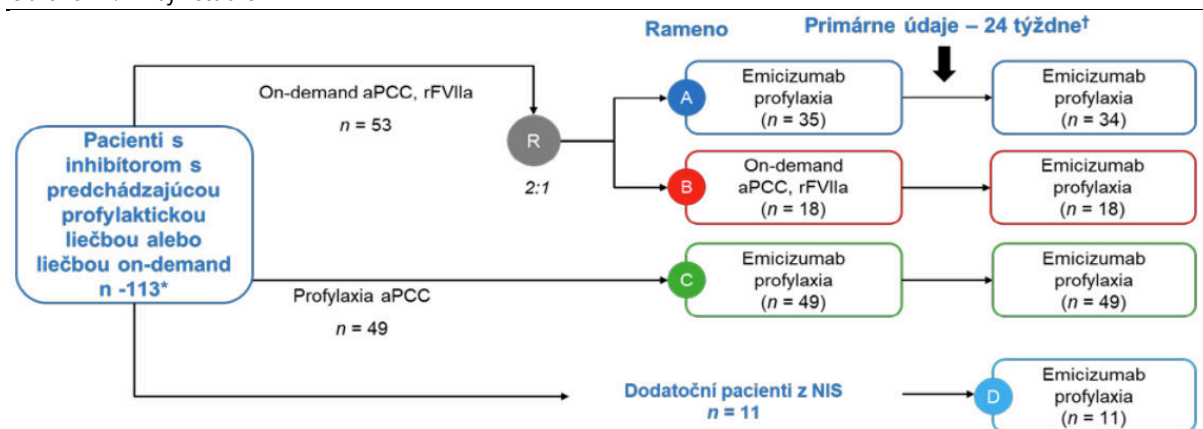 Rameno
Primárne údaje – 24 týždne†
On-demand aPCC, rFVIIa
n = 53
R
2:1
Pacienti s
inhibítorom s
predchádzajúcou
profylaktickou
liečbou alebo
liečbou on-demand
n -113*
A
Emicizumab
profylaxia
(n = 35)
Emicizumab
profylaxia
(n = 34)
B
On-demand
aPCC, rFVIIa
(n = 18)
Emicizumab
profylaxia
(n = 18)
Profylaxia aPCC
n = 49
C
Emicizumab
profylaxia
(n = 49)
Emicizumab
profylaxia
(n = 49)
Dodatoční pacienti z NIS
n = 11
D
Emicizumab
profylaxia
(n = 11)